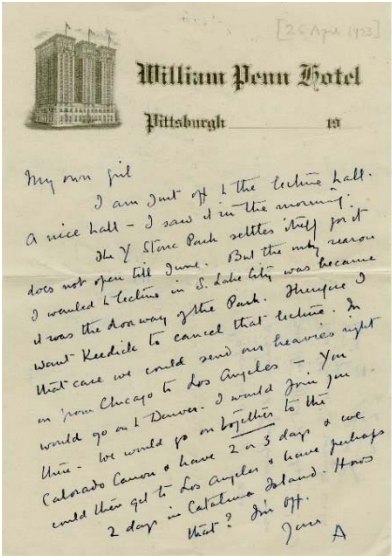 [26 April 1923]
William Penn Hotel
Pittsburgh 19
My own girl
I am just off to the lecture hall.
A nice hall – I saw it in the morning.
The Y Stone Park settles itself for it
does not open till June. But the only reason
I wanted to lecture in S. Lake City was because
it was the doorway of the Park. Therefore I
want Keedick to cancel that lecture. In
that case we could send our heavies right
on from Chicago to Los Angeles – You
would go on to Denver. I would join you
there. We would go on together to the
Colorado Canon & have 2 or 3 days & we
could then get to Los Angeles & have perhaps
2 days in Catalina Island. Hows
that? I'm off.
Yours
A